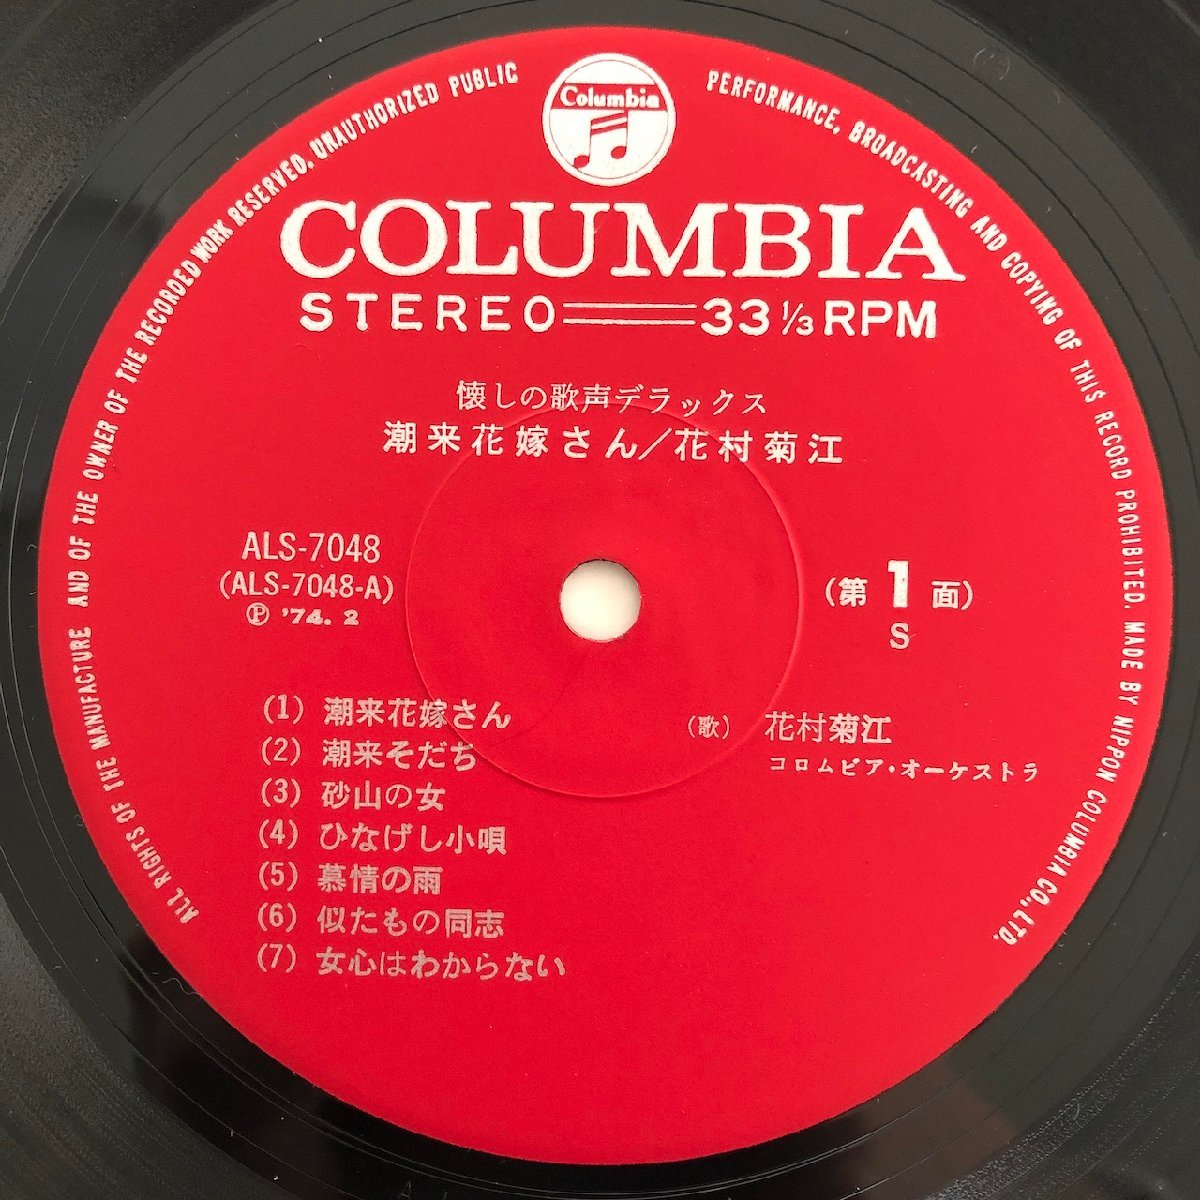 ALL RIGHTS OF THE MANUFACTURE AND OF THE OWNER OF THE RECORDED WORK RESERVED. UNAUTHORIZED PUBLIC PERFORMANCE, BROADCASTING AND COPYING OF THIS RECORD PROHIBITED. MADE BY NIPPON COLUMBIA CO., LTD.
Columbia
COLUMBIA
STEREO 33 1/3 RPM
懐しの歌声デラックス
潮来花嫁さん/花村菊江
ALS-7048
(ALS-7048-A)
Ⓟ '74. 2
(第 1 面)
S
(1) 潮来花嫁さん
(2) 潮来そだち
(3) 砂山の女
(4) ひなげし小唄
(5) 慕情の雨
(6) 似たもの同志
(7) 女心はわからない
(歌) 花村菊江
コロムビア・オーケストラ